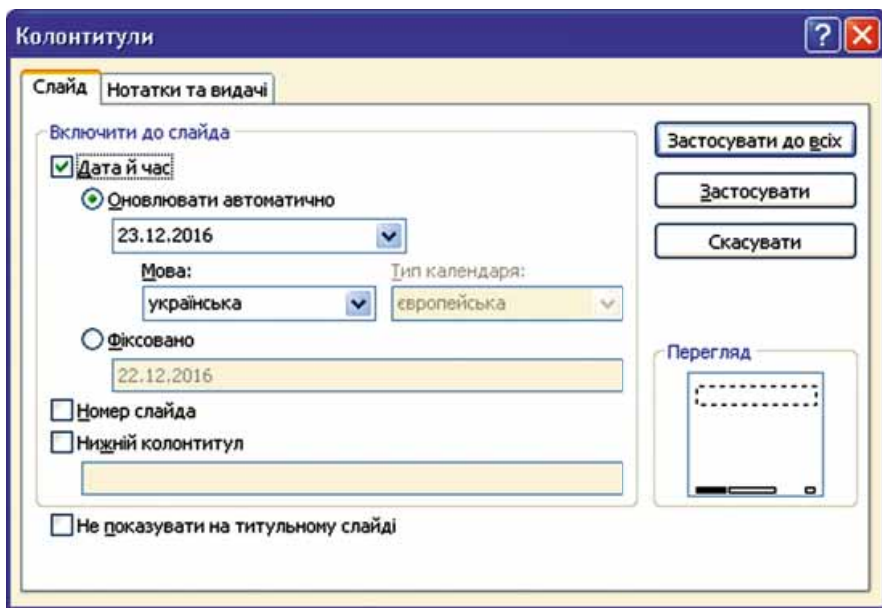 Колонтитули
Слайд Нотатки та видачі
Включити до слайда
Дата й час
Оновлювати автоматично
23.12.2016
Мова: Тип календаря:
українська європейська
Фіксовано
22.12.2016
Номер слайда
Нижній колонтитул
Не показувати на титульному слайді
Застосувати до всіх
Застосувати
Скасувати
Перегляд